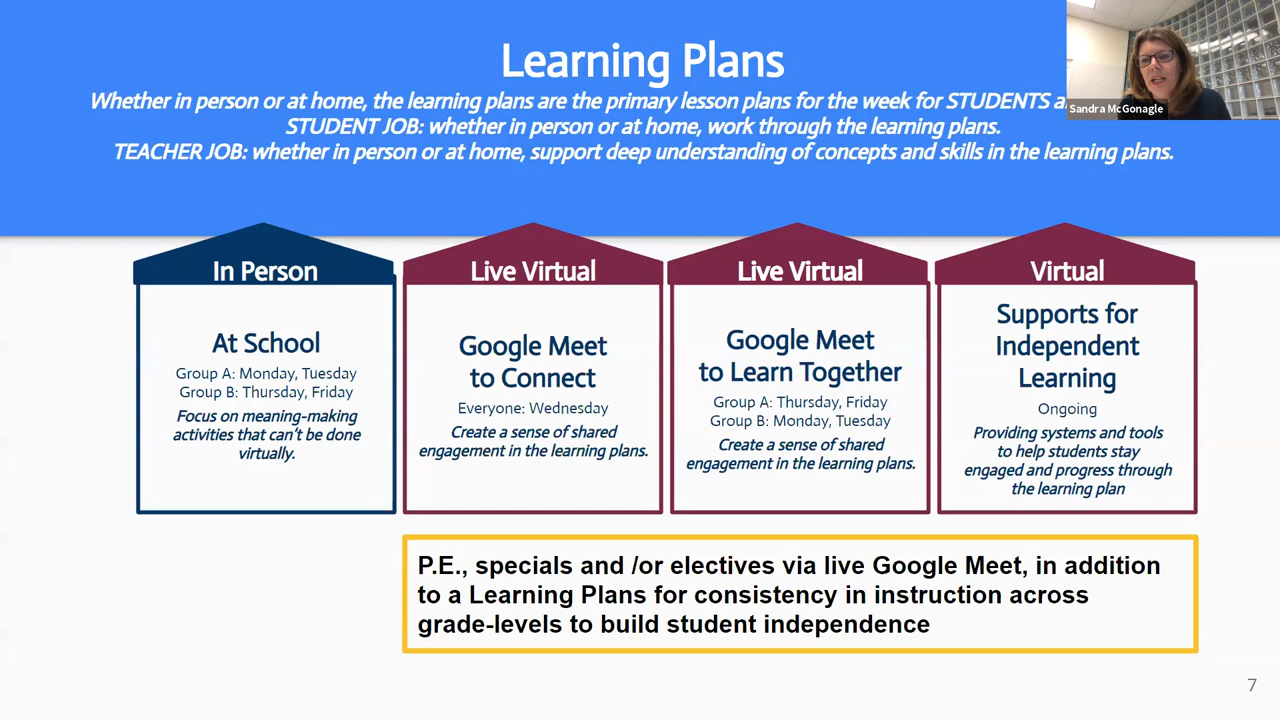 Learning Plans
Whether in person or at home, the learning plans are the primary lesson plans for the week for STUDENTS
STUDENT JOB: whether in person or at home, work through the learning plans.
TEACHER JOB: whether in person or at home, support deep understanding of concepts and skills in the learning plans.
Sandra McGonagle
In Person
At School
Group A: Monday, Tuesday
Group B: Thursday, Friday
Focus on meaning-making
activities that can't be done
virtually.
Live Virtual
Google Meet
to Connect
Everyone: Wednesday
Create a sense of shared
engagement in the learning plans.
Live Virtual
Google Meet
to Learn Together
Group A: Thursday, Friday
Group B: Monday, Tuesday
Create a sense of shared
engagement in the learning plans.
Virtual
Supports for
Independent
Learning
Ongoing
Providing systems and tools
to help students stay
engaged and progress through
the learning plan
P.E., specials and /or electives via live Google Meet, in addition
to a Learning Plans for consistency in instruction across
grade-levels to build student independence
7